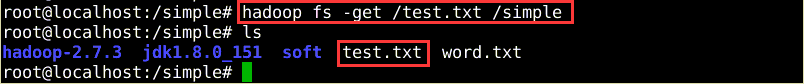 root@localhost:/simple# hadoop fs -get /test.txt /simple
root@localhost:/simple# ls
hadoop-2.7.3 jdk1.8.0_151 soft test.txt word.txt
root@localhost:/simple#